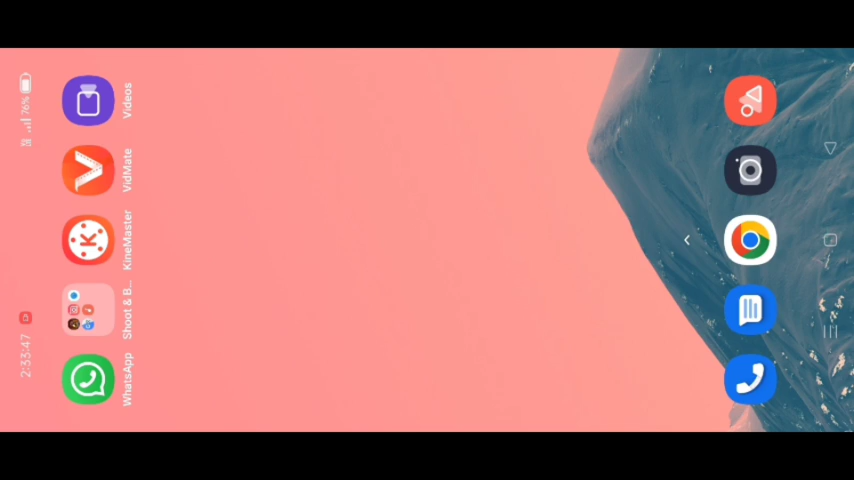 2:33:47
76%
WhatsApp
Shoot & B...
KineMaster
VidMate
Videos